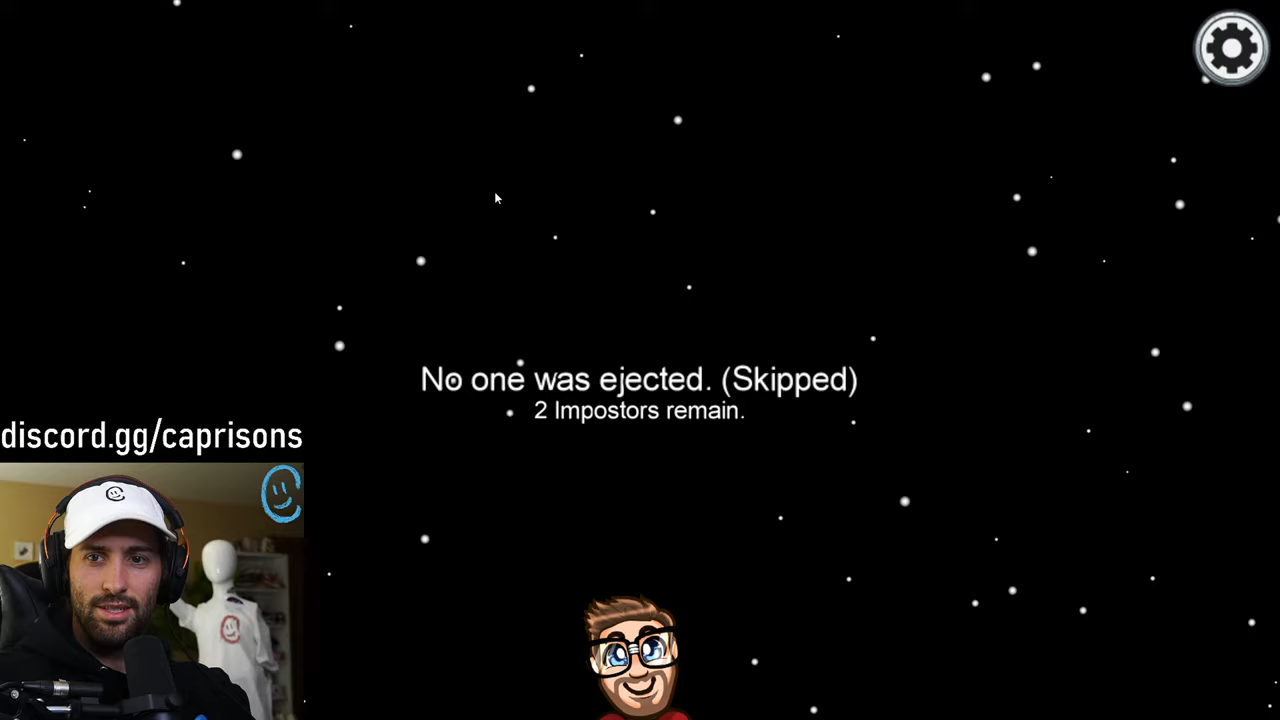 No one was ejected. (Skipped)
2 Impostors remain.
discord.gg/caprisons